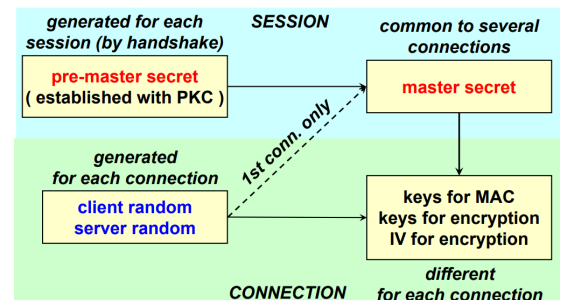 generated for each
session (by handshake)
SESSION
common to several
connections
pre-master secret
( established with PKC )
master secret
1st conn. only
generated
for each connection
client random
server random
keys for MAC
keys for encryption
IV for encryption
CONNECTION
different
for each connection